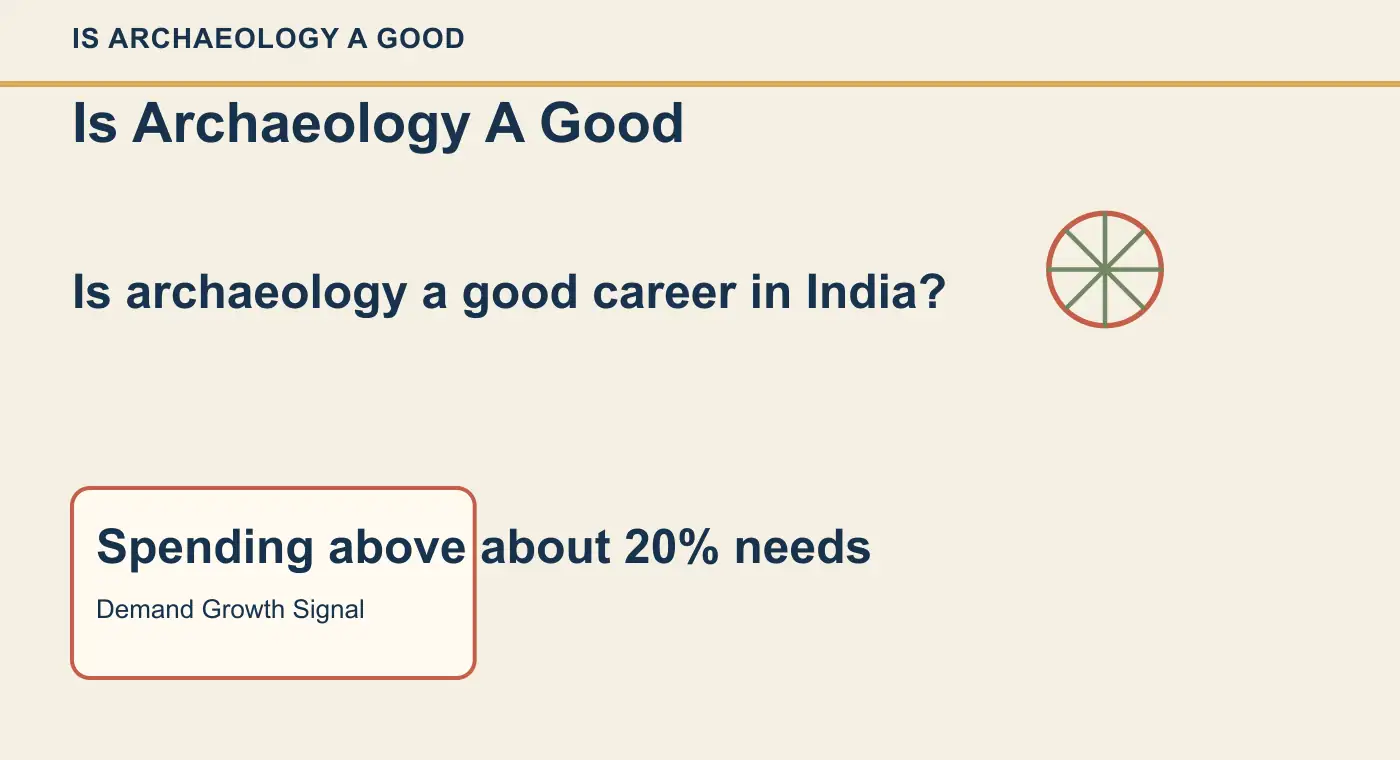 IS ARCHAEOLOGY A GOOD
Is Archaeology A Good
Is archaeology a good career in India?
Spending above about 20% needs
Demand Growth Signal